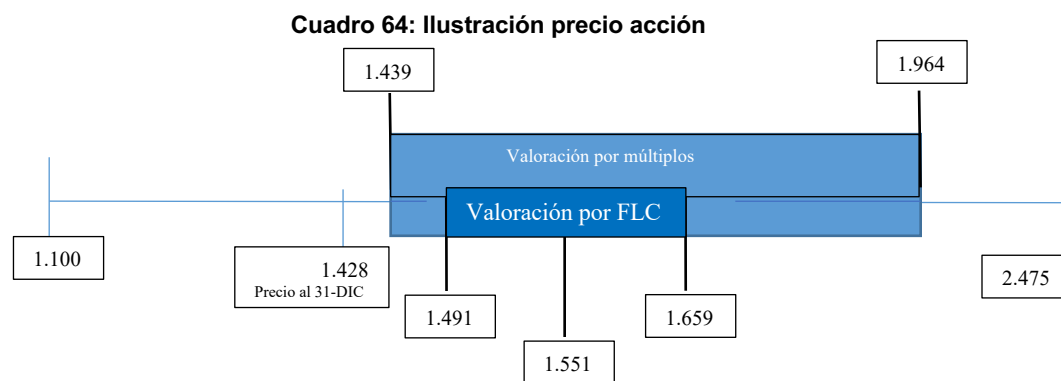 Cuadro 64: Ilustración precio acción
1.439
1.964
Valoración por múltiplos
Valoración por FLC
1.100
1.428
Precio al 31-DIC
2.475
1.491
1.659
1.551